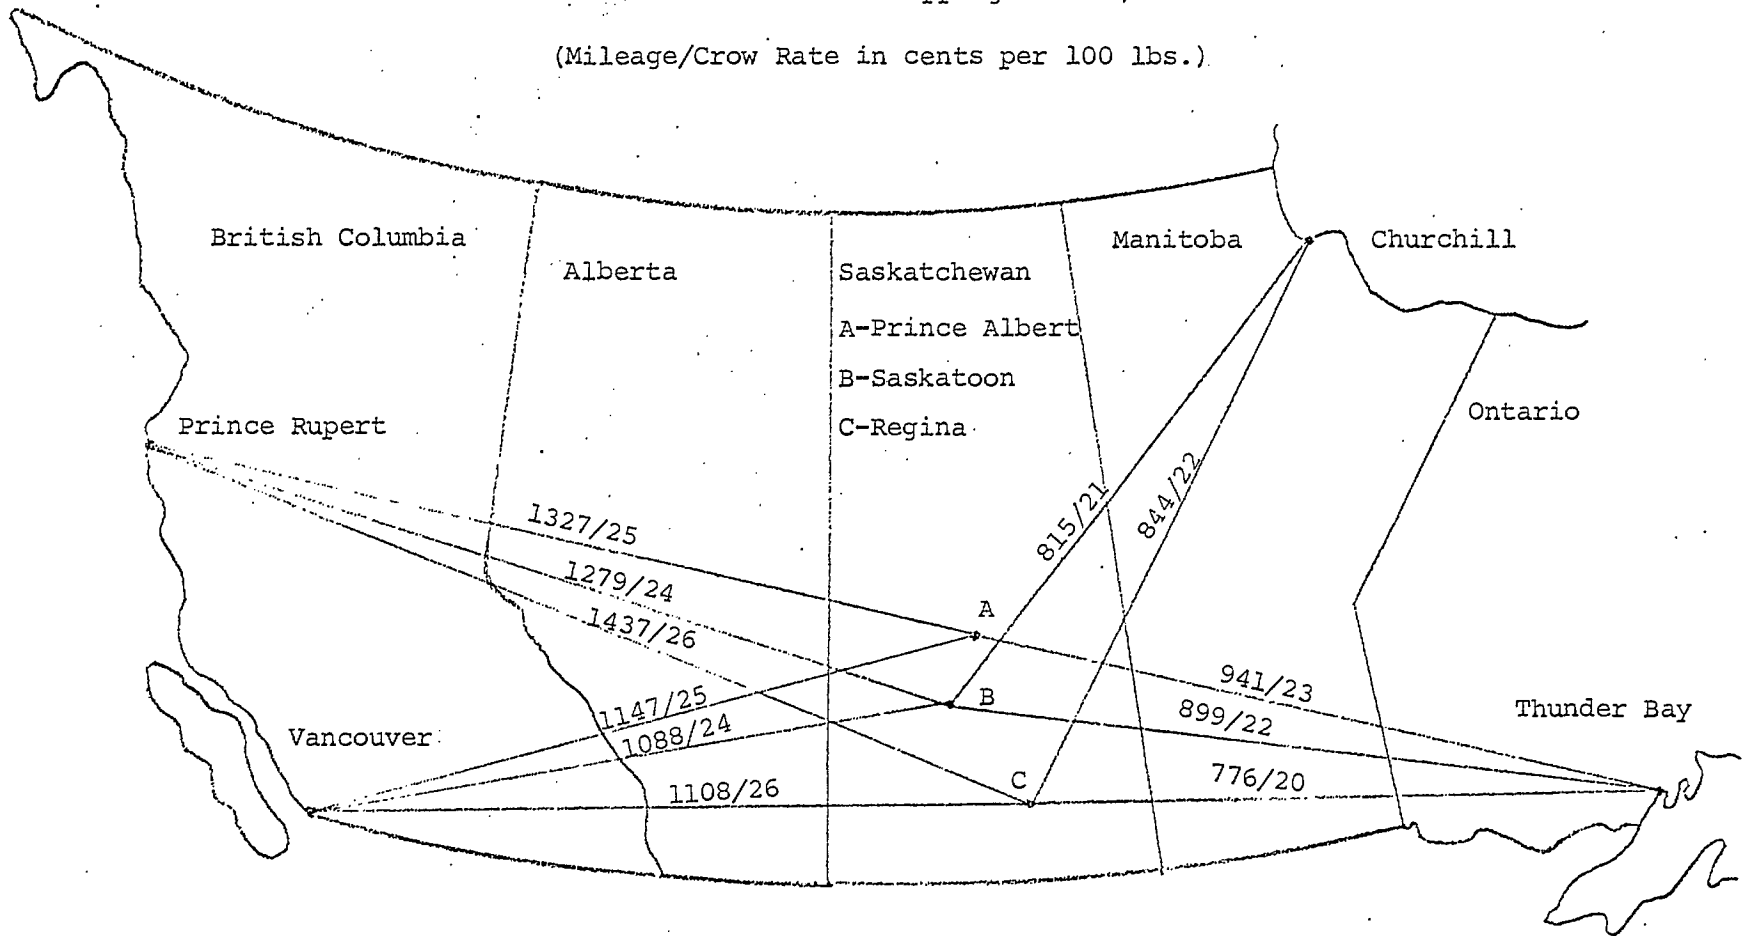 (Mileage/Crow Rate in cents per 100 lbs.)
British Columbia
Alberta
Saskatchewan
Manitoba
Churchill
A-Prince Albert
B-Saskatoon
C-Regina
Ontario
Prince Rupert
815/21
844/22
1327/25
1279/24
1437/26
A
941/23
B
899/22
Thunder Bay
1147/25
1088/24
Vancouver
1108/26
C
776/20